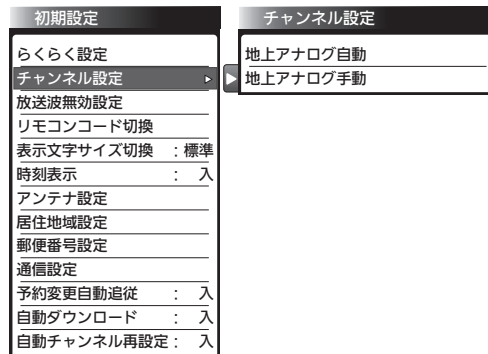 初期設定
らくらく設定
チャンネル設定
放送波無効設定
リモコンコード切換
表示文字サイズ切換 : 標準
時刻表示 : 入
アンテナ設定
居住地域設定
郵便番号設定
通信設定
予約変更自動追従 : 入
自動ダウンロード : 入
自動チャンネル再設定 : 入
チャンネル設定
地上アナログ自動
地上アナログ手動